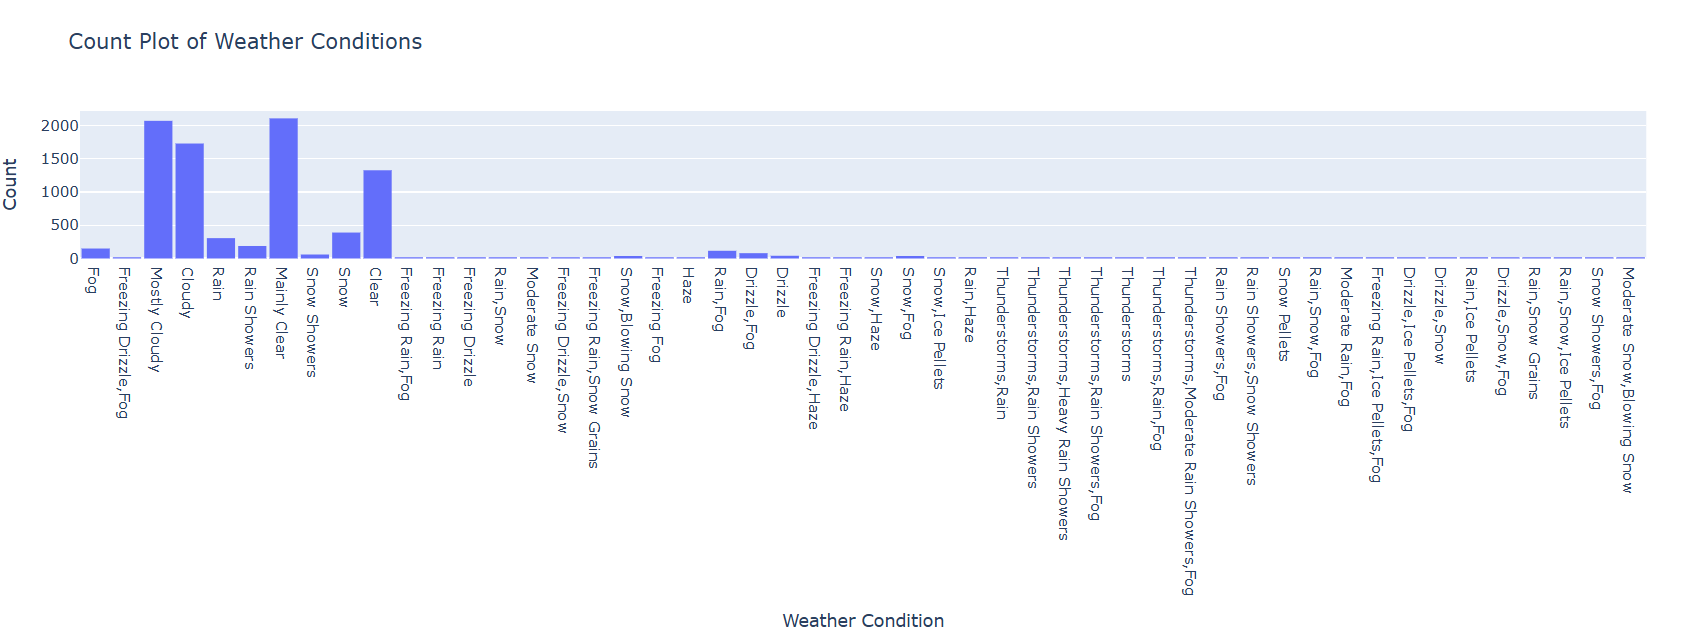 Count Plot of Weather Conditions
Count
2000
1500
1000
500
0
Fog
Freezing Drizzle,Fog
Mostly Cloudy
Cloudy
Rain
Rain Showers
Mainly Clear
Snow Showers
Snow
Clear
Freezing Rain,Fog
Freezing Rain
Freezing Drizzle
Rain,Snow
Moderate Snow
Freezing Drizzle,Snow
Freezing Rain,Snow Grains
Snow,Blowing Snow
Freezing Fog
Haze
Rain,Fog
Drizzle,Fog
Drizzle
Freezing Drizzle,Haze
Freezing Rain,Haze
Snow,Haze
Snow,Fog
Snow,Ice Pellets
Rain,Haze
Thunderstorms,Rain
Thunderstorms,Rain Showers
Thunderstorms,Heavy Rain Showers
Thunderstorms,Rain Showers,Fog
Thunderstorms
Thunderstorms,Rain,Fog
Thunderstorms,Moderate Rain Showers,Fog
Rain Showers,Fog
Rain Showers,Snow Showers
Snow Pellets
Rain,Snow,Fog
Moderate Rain,Fog
Freezing Rain,Ice Pellets,Fog
Drizzle,Ice Pellets,Fog
Drizzle,Snow
Rain,Ice Pellets
Drizzle,Snow,Fog
Rain,Snow Grains
Rain,Snow,Ice Pellets
Snow Showers,Fog
Moderate Snow,Blowing Snow
Weather Condition